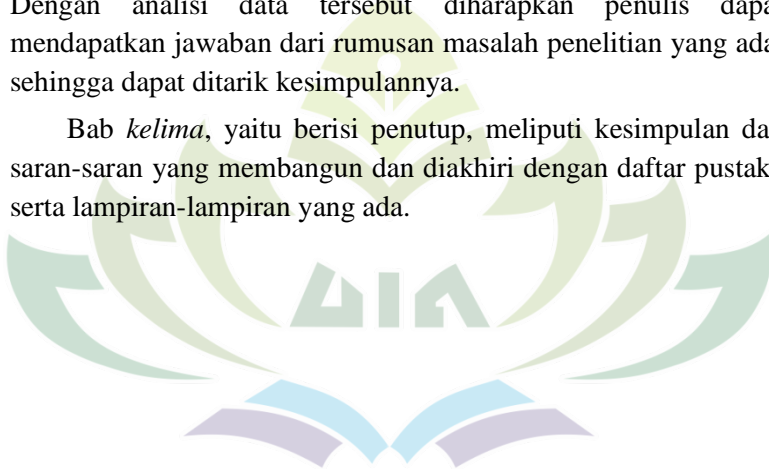 Dengan analisi data tersebut diharapkan penulis dapa
mendapatkan jawaban dari rumusan masalah penelitian yang ada
sehingga dapat ditarik kesimpulannya.
Bab kelima, yaitu berisi penutup, meliputi kesimpulan da
saran-saran yang membangun dan diakhiri dengan daftar pustak
serta lampiran-lampiran yang ada.
UIN